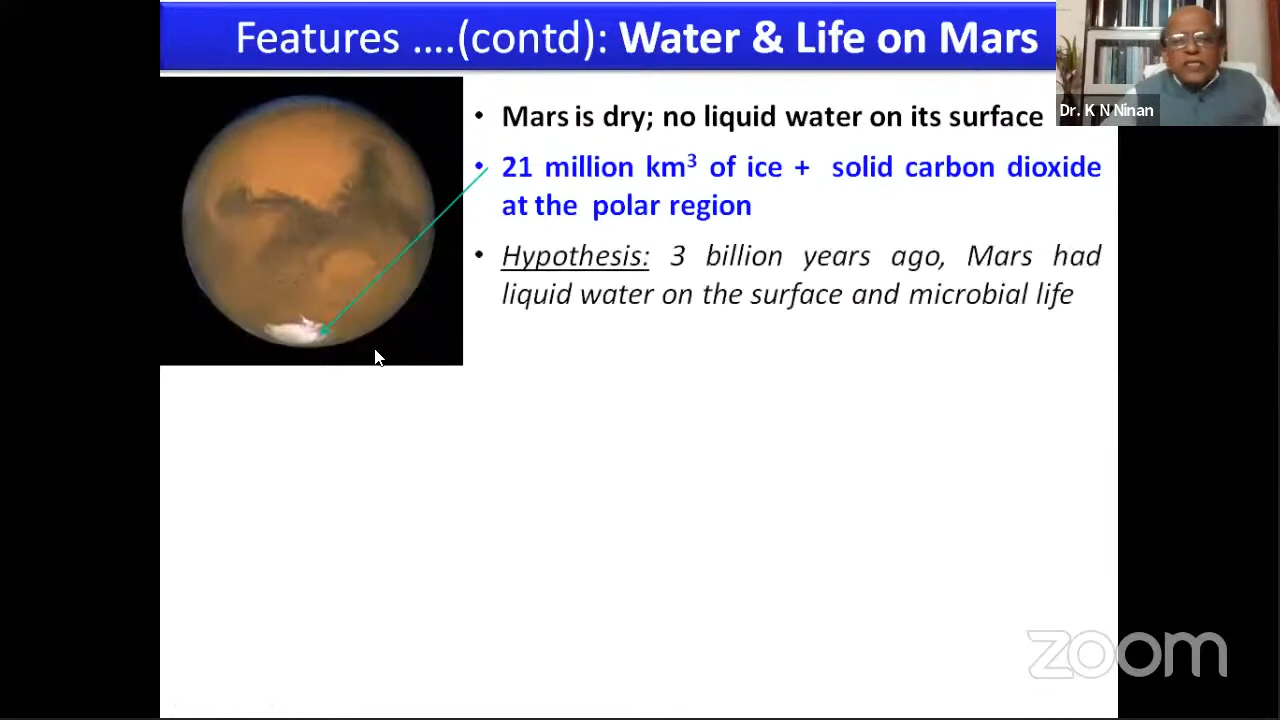 Features ....(contd): Water & Life on Mars
Dr. K N Ninan
• Mars is dry; no liquid water on its surface
• 21 million km³ of ice + solid carbon dioxide
at the polar region
• Hypothesis: 3 billion years ago, Mars had
liquid water on the surface and microbial life
zoom